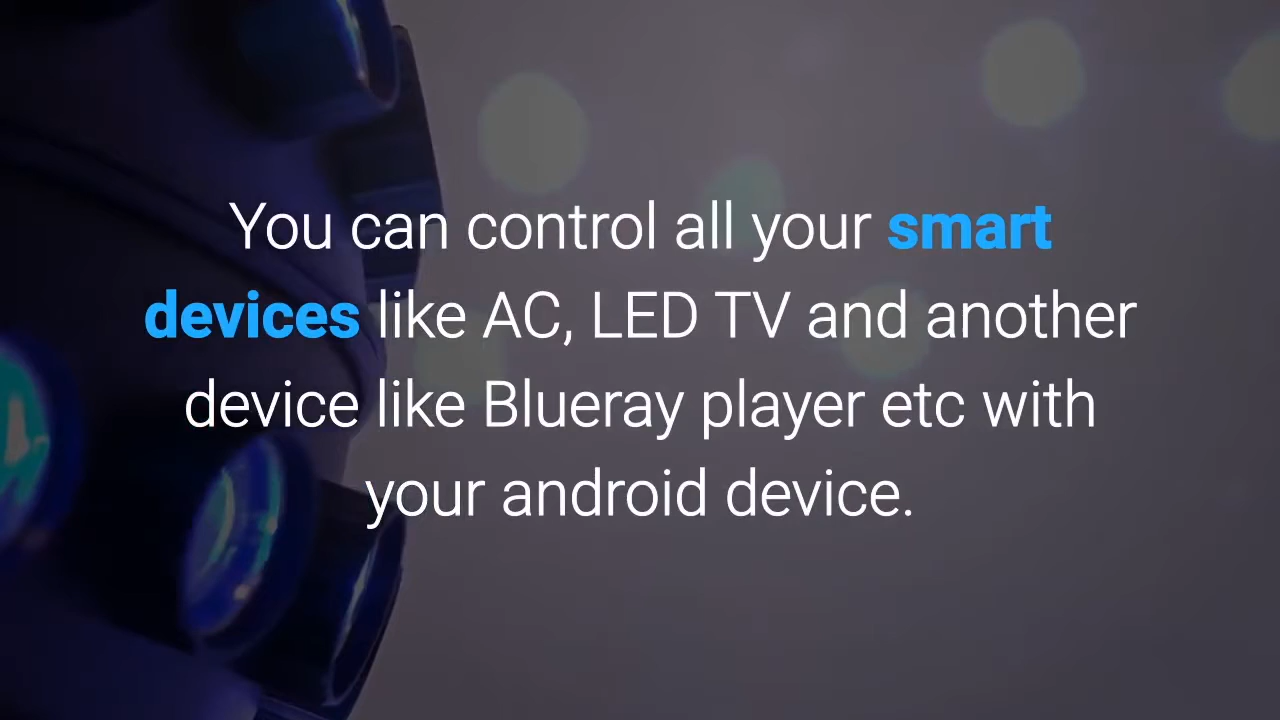 You can control all your smart
devices like AC, LED TV and another
device like Blueray player etc with
your android device.